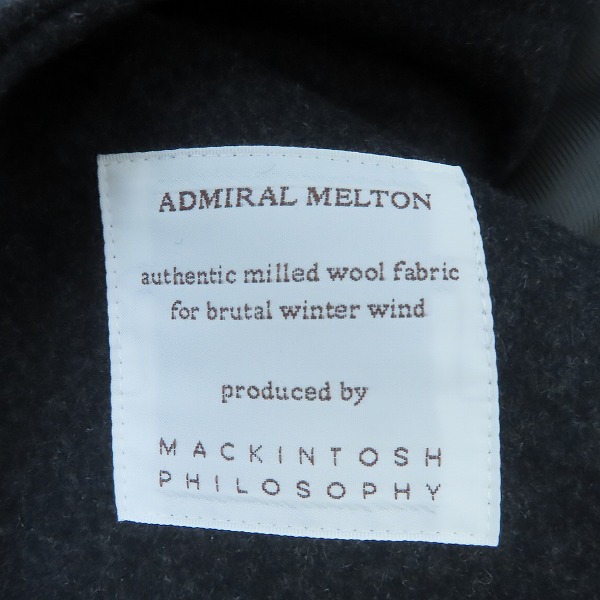 ADMIRAL MELTON
authentic milled wool fabric
for brutal winter wind
produced by
MACKINTOSH
PHILOSOPHY